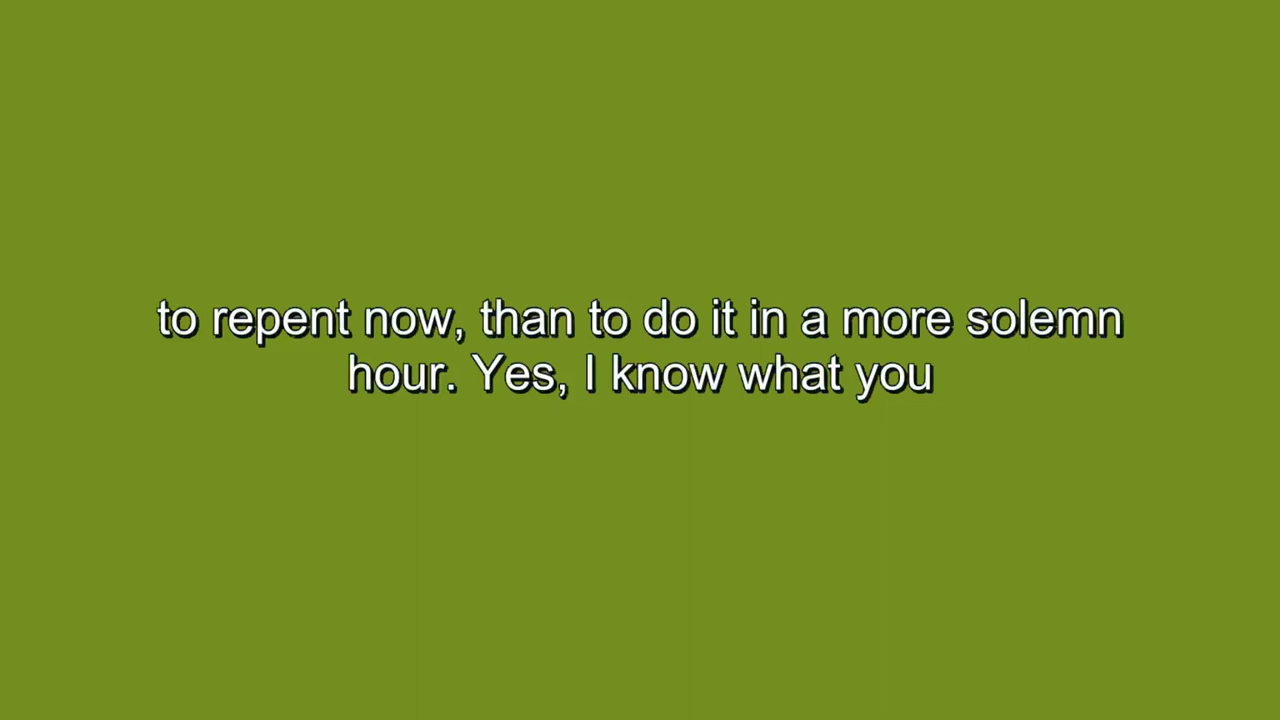 to repent now, than to do it in a more solemn
hour. Yes, I know what you